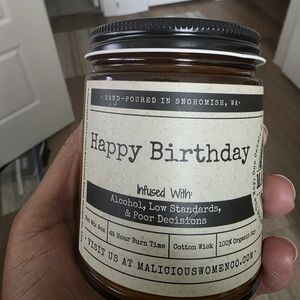 HAND-POURED IN SNOHOMISH, WA
Happy Birthday
Infused With:
Alcohol, Low Standards,
& Poor Decisions
Net Wt: 9oz
45 Hour Burn Time
Cotton Wick
100% Organic Soy
VISIT US AT MALICIOUSWOMENCO.COM